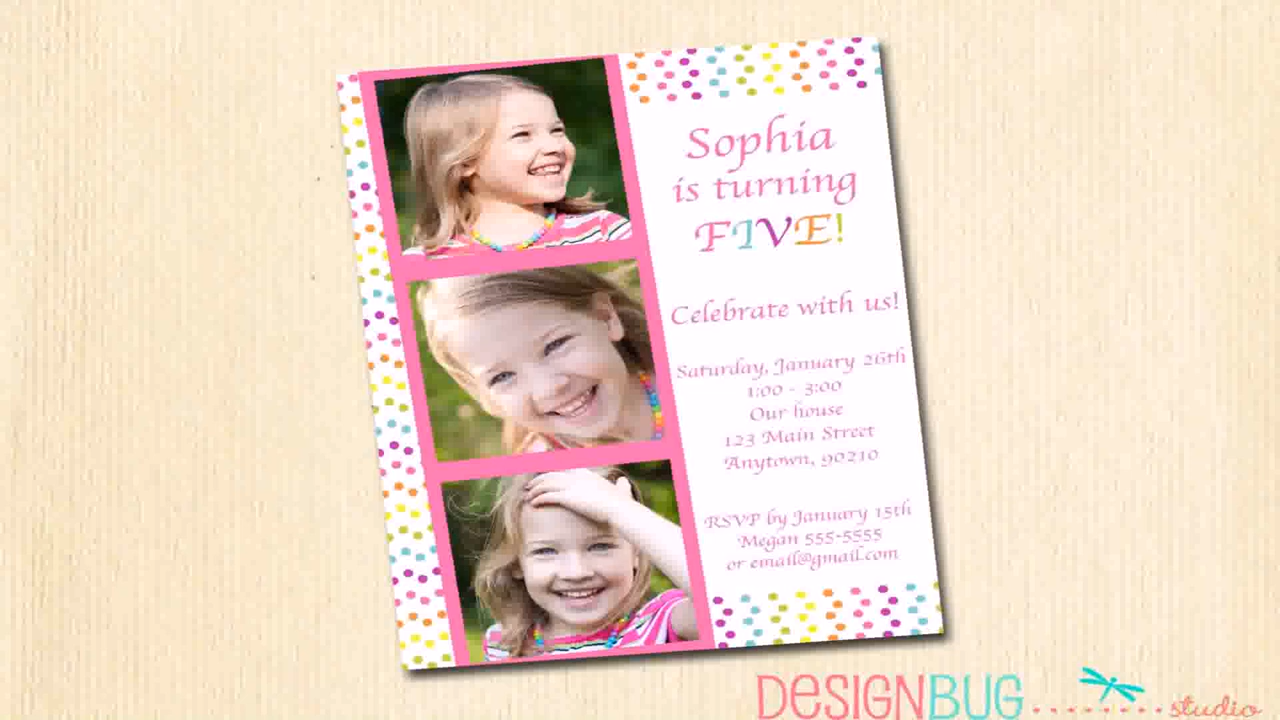 Sophia
is turning
FIVE!
Celebrate with us!
Saturday, January 26th
1:00 - 3:00
Our house
123 Main Street
Anytown, 90210
RSVP by January 15th
Megan 555-5555
or email@gmail.com
DESIGNBUG........studio